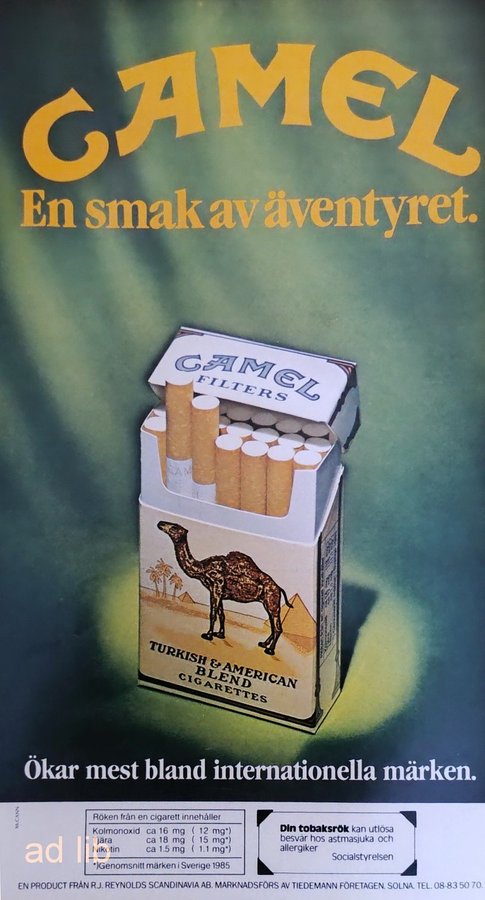 CAMEL
En smak av äventyret.
CAMEL
FILTERS
CAM
TURKISH & AMERICAN
BLEND
CIGARETTES
Ökar mest bland internationella märken.
Röken från en cigarett innehåller
Kolmonoxid ca 16 mg ( 12 mg*)
Tjära ca 18 mg ( 15 mg*)
Nikotin ca 1.5 mg ( 1.1 mg*)
*)Genomsnitt märken i Sverige 1985
Din tobaksrök kan utlösa
besvär hos astmasjuka och
allergiker
Socialstyrelsen
ad lib
EN PRODUCT FRÅN R.J. REYNOLDS SCANDINAVIA AB. MARKNADSFÖRS AV TIEDEMANN FÖRETAGEN. SOLNA. TEL. 08-83 50 70.